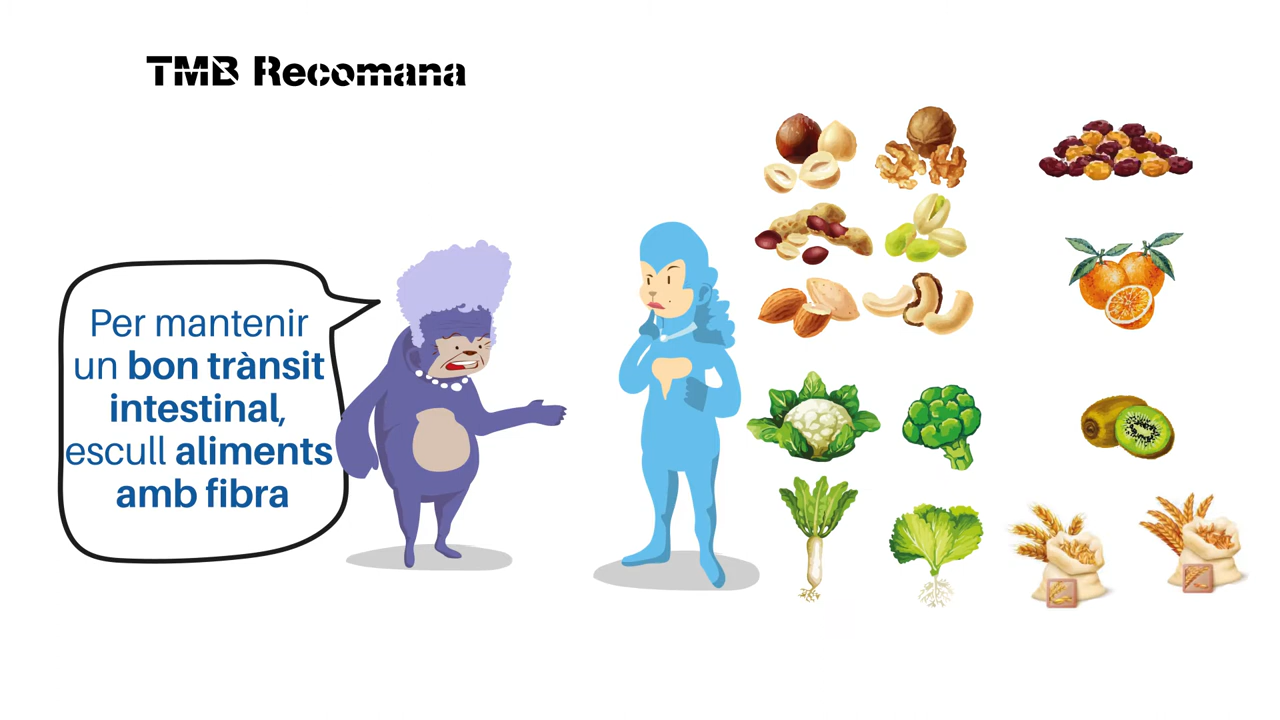 TMB Recomana
Per mantenir
un bon trànsit
intestinal,
escull aliments
amb fibra